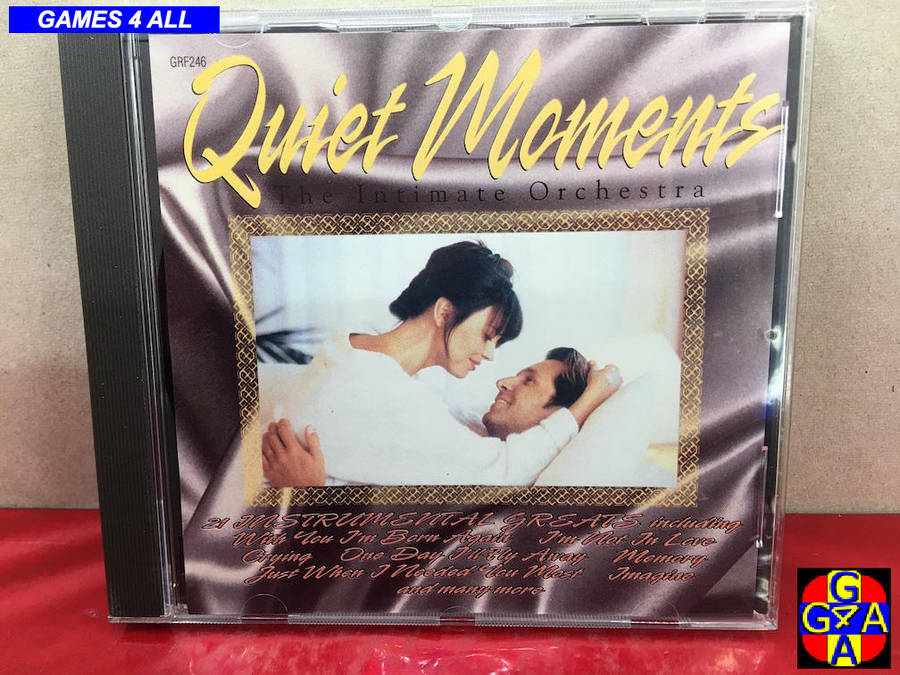 GAMES 4 ALL
GRF246
Quiet Moments
The Intimate Orchestra
21 INSTRUMENTAL GREATS, including
With You I'm Born Again I'm Not In Love
Crying One Day I'll Fly Away Memory
Just When I Needed You Most Imagine
and many more
G
G4A
A